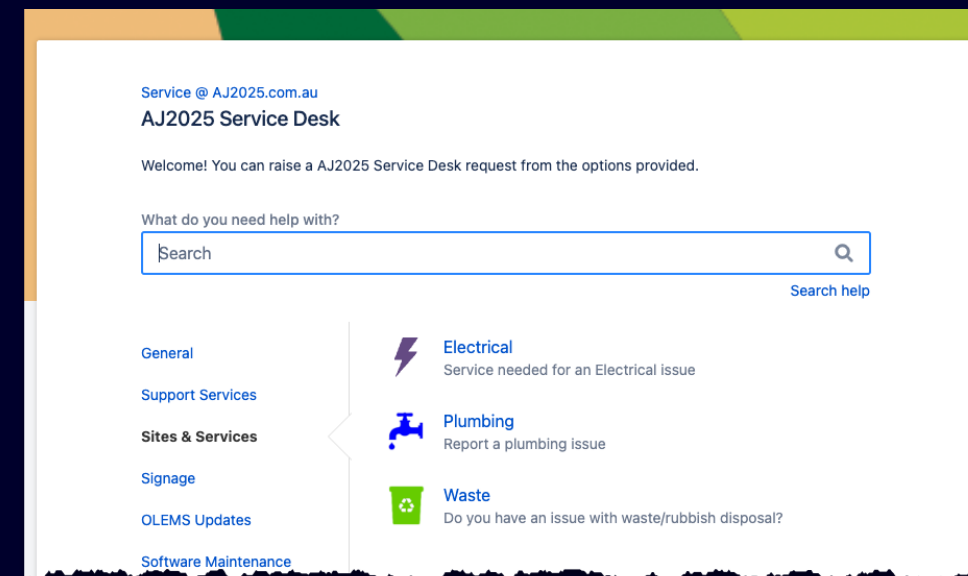 Service @ AJ2025.com.au
AJ2025 Service Desk
Welcome! You can raise a AJ2025 Service Desk request from the options provided.
What do you need help with?
Search
Search help
General
Support Services
Sites & Services
Signage
OLEMS Updates
Software Maintenance
Electrical
Service needed for an Electrical issue
Plumbing
Report a plumbing issue
Waste
Do you have an issue with waste/rubbish disposal?